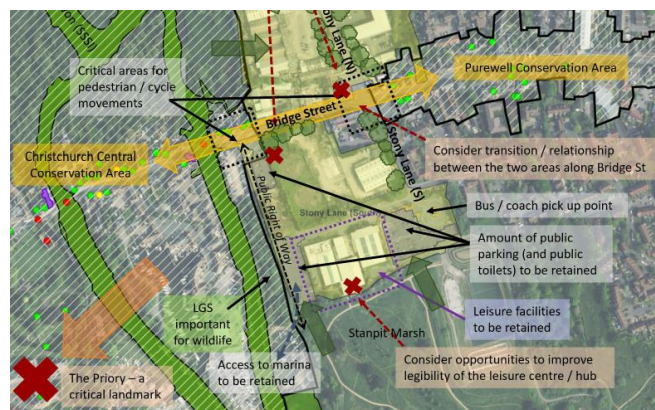 (SSSI)
Stony Lane (N)
Critical areas for
pedestrian / cycle
movements
Purewell Conservation Area
Bridge Street
Christchurch Central
Conservation Area
Stony Lane (S)
Consider transition / relationship
between the two areas along Bridge St
Public Right of Way
Bus / coach pick up point
Stony Lane (South)
Amount of public
parking (and public
toilets) to be retained
LGS
important
for wildlife
Leisure facilities
to be retained
Stanpit Marsh
Access to marina
to be retained
Consider opportunities to improve
legibility of the leisure centre / hub
The Priory – a
critical landmark